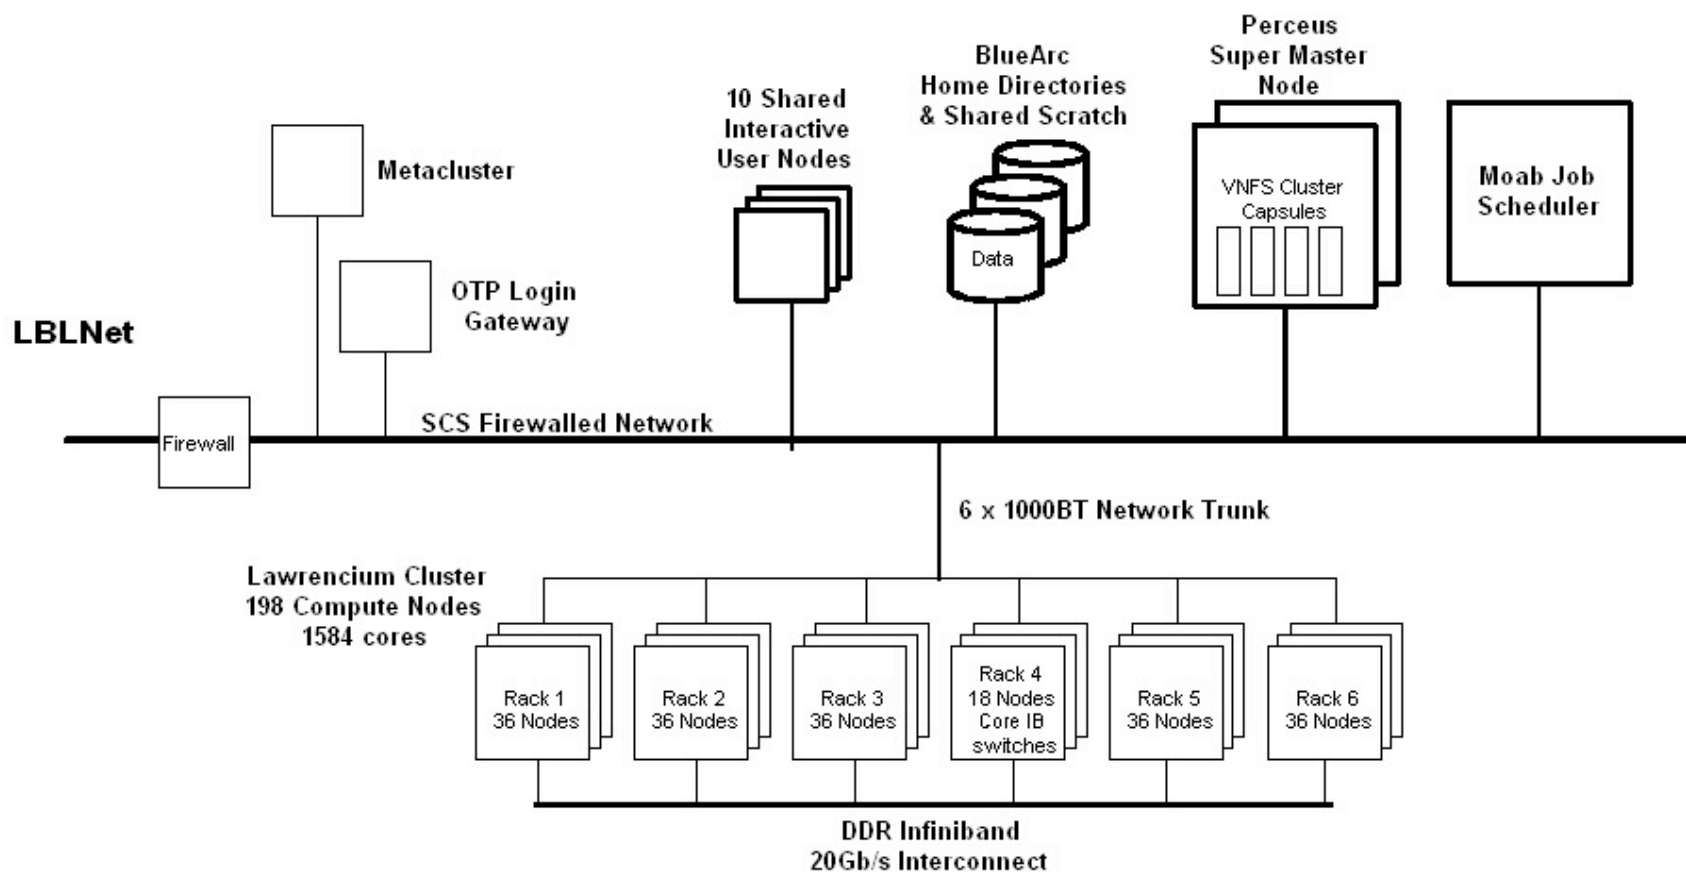 Perceus
Super Master
Node
BlueArc
Home Directories
& Shared Scratch
10 Shared
Interactive
User Nodes
Metacluster
VNFS Cluster
Capsules
Moab Job
Scheduler
Data
OTP Login
Gateway
LBLNet
SCS Firewalled Network
Firewall
6 x 1000BT Network Trunk
Lawrencium Cluster
198 Compute Nodes
1584 cores
Rack 1
36 Nodes
Rack 2
36 Nodes
Rack 3
36 Nodes
Rack 4
18 Nodes
Core IB
switches
Rack 5
36 Nodes
Rack 6
36 Nodes
DDR Infiniband
20Gb/s Interconnect